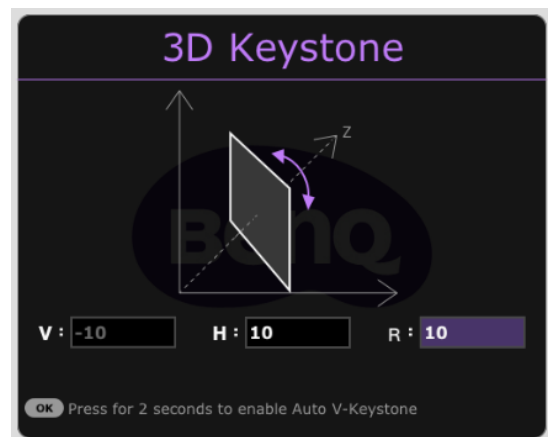 3D Keystone
Z
BenQ
V : -10 H : 10 R : 10
OK Press for 2 seconds to enable Auto V-Keystone